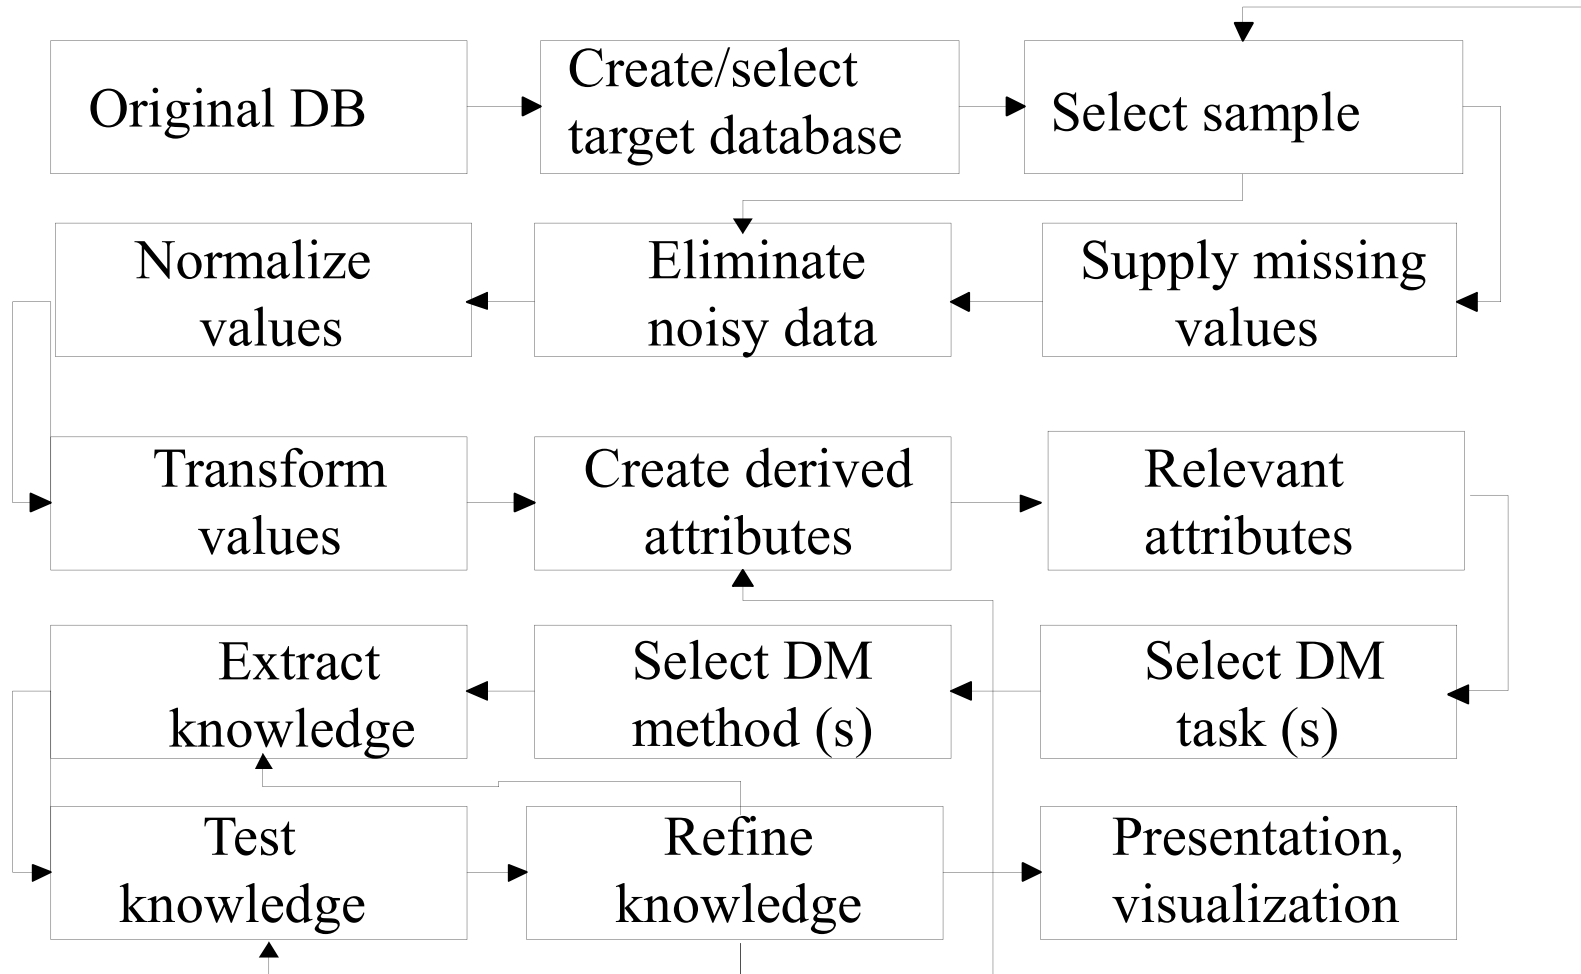 Original DB
Create/select
target database
Select sample
Normalize
values
Eliminate
noisy data
Supply missing
values
Transform
values
Create derived
attributes
Relevant
attributes
Extract
knowledge
Select DM
method (s)
Select DM
task (s)
Test
knowledge
Refine
knowledge
Presentation,
visualization